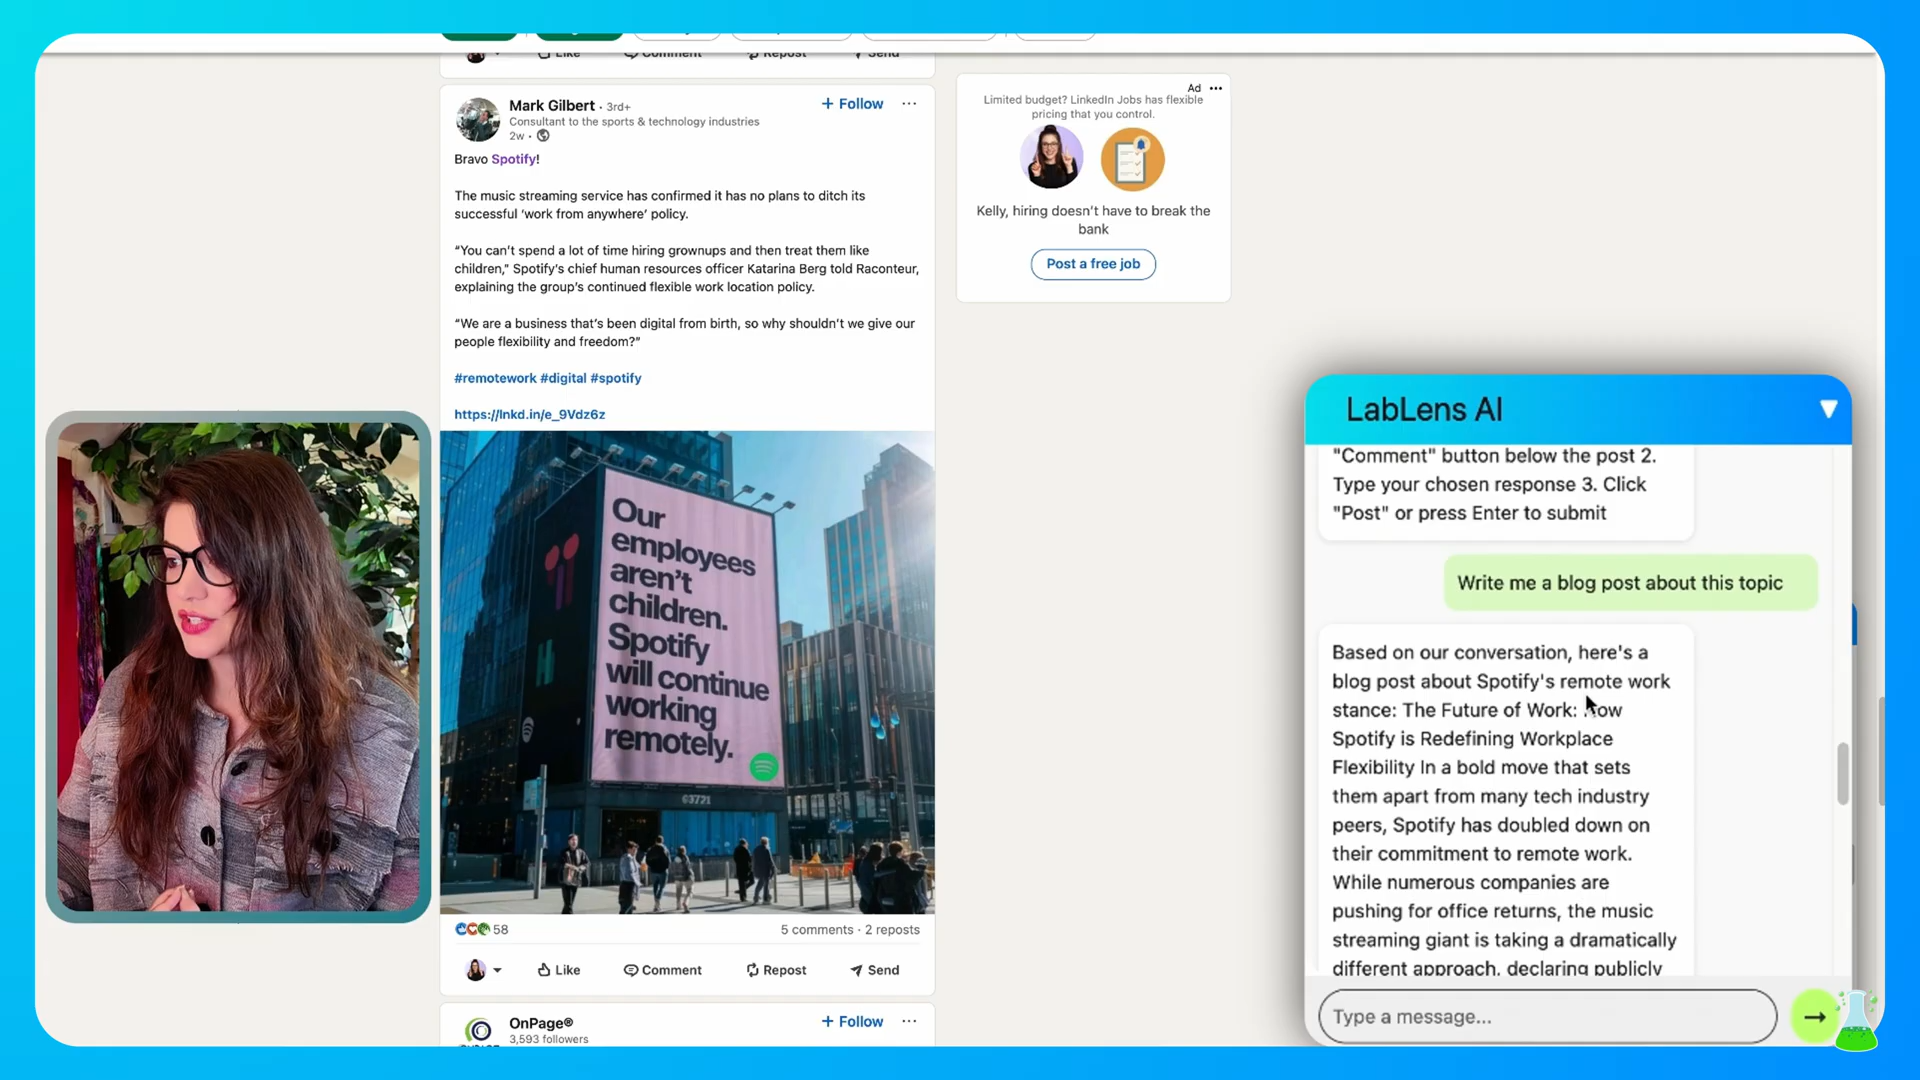 Like
Comment
Repost
Send
Mark Gilbert • 3rd+
Consultant to the sports & technology industries
2w •
+ Follow
Bravo Spotify!
The music streaming service has confirmed it has no plans to ditch its
successful ‘work from anywhere’ policy.
“You can’t spend a lot of time hiring grownups and then treat them like
children,” Spotify’s chief human resources officer Katarina Berg told Raconteur,
explaining the group’s continued flexible work location policy.
“We are a business that’s been digital from birth, so why shouldn’t we give our
people flexibility and freedom?”
#remotework #digital #spotify
https://lnkd.in/e_9Vdz6z
Our
employees
aren’t
children.
Spotify
will continue
working
remotely.
58
5 comments · 2 reposts
Like
Comment
Repost
Send
OnPage®
3,593 followers
+ Follow
Ad
Limited budget? LinkedIn Jobs has flexible
pricing that you control.
Kelly, hiring doesn’t have to break the
bank
Post a free job
LabLens AI
"Comment" button below the post 2.
Type your chosen response 3. Click
"Post" or press Enter to submit
Write me a blog post about this topic
Based on our conversation, here's a
blog post about Spotify's remote work
stance: The Future of Work: How
Spotify is Redefining Workplace
Flexibility In a bold move that sets
them apart from many tech industry
peers, Spotify has doubled down on
their commitment to remote work.
While numerous companies are
pushing for office returns, the music
streaming giant is taking a dramatically
different approach, declaring publicly
Type a message...